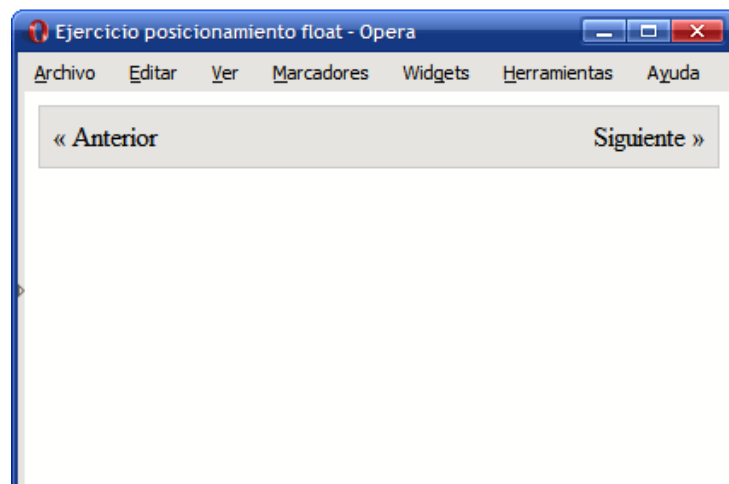 Ejercicio posicionamiento float - Opera
Archivo Editar Ver Marcadores Widgets Herramientas Ayuda
« Anterior Siguiente »